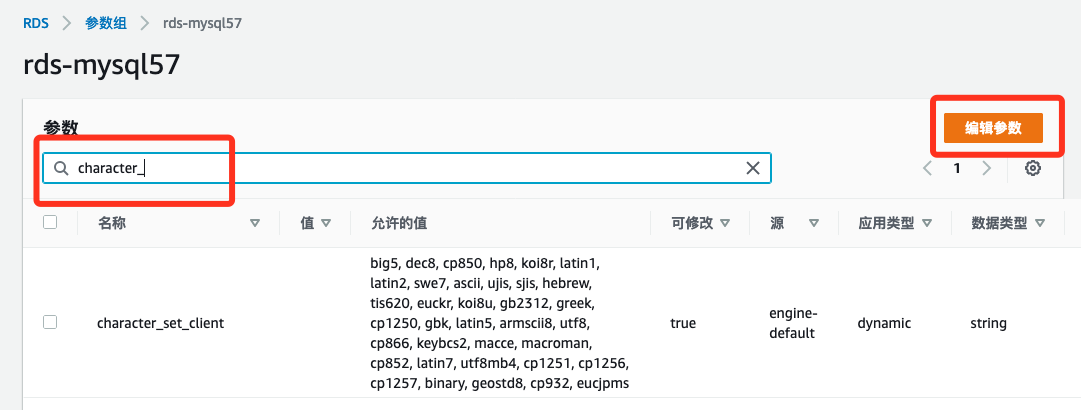 RDS > 参数组 > rds-mysql57
rds-mysql57
参数
编辑参数
character_
1
名称 值 允许的值 可修改 源 应用类型 数据类型
big5, dec8, cp850, hp8, koi8r, latin1,
latin2, swe7, ascii, ujis, sjis, hebrew,
tis620, euckr, koi8u, gb2312, greek,
cp1250, gbk, latin5, armscii8, utf8,
cp866, keybcs2, macce, macroman,
cp852, latin7, utf8mb4, cp1251, cp1256,
cp1257, binary, geostd8, cp932, eucjpms
character_set_client
true
engine-
default
dynamic
string